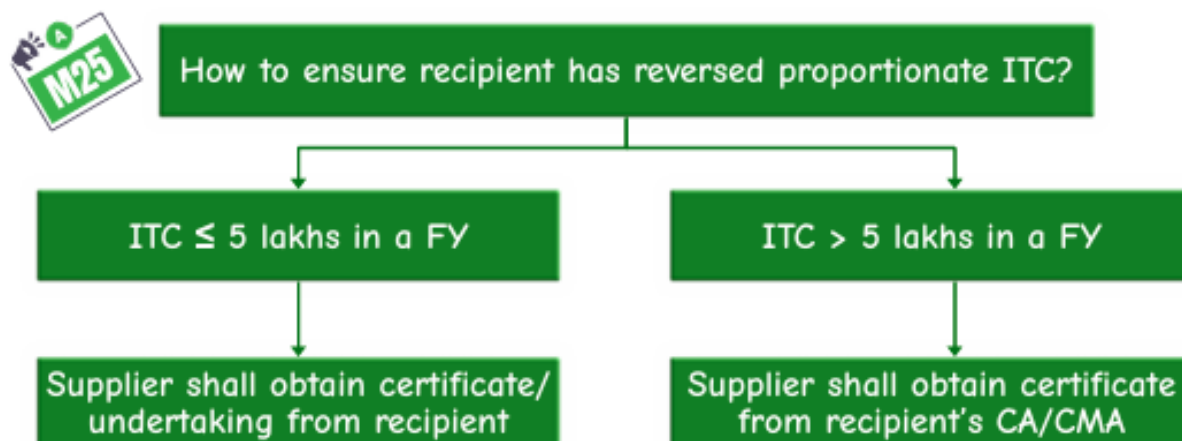 A
M25
How to ensure recipient has reversed proportionate ITC?
ITC ≤ 5 lakhs in a FY
ITC > 5 lakhs in a FY
Supplier shall obtain certificate/
undertaking from recipient
Supplier shall obtain certificate
from recipient's CA/CMA